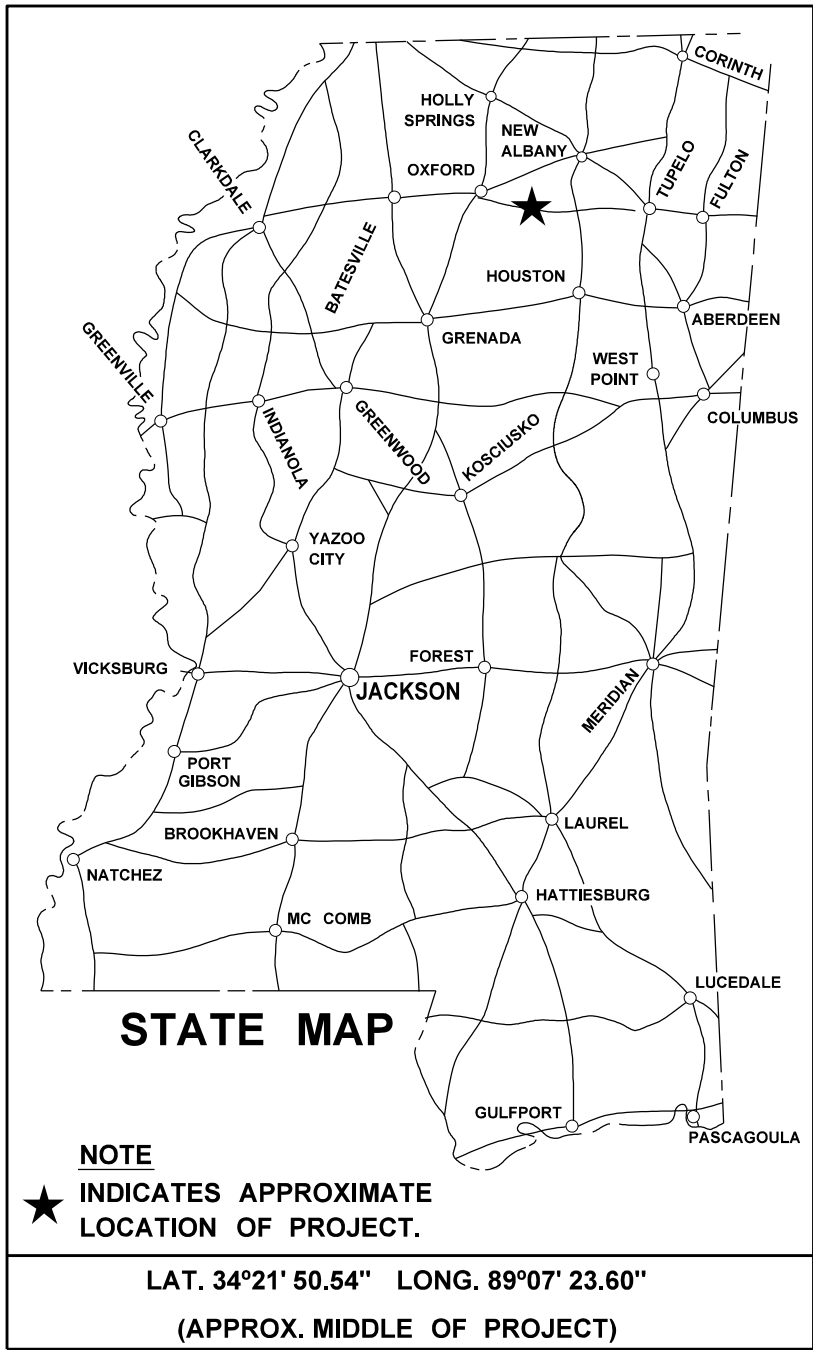 CORINTH
HOLLY
SPRINGS
NEW
ALBANY
CLARKDALE
OXFORD
TUPELO
FULTON
BATESVILLE
HOUSTON
ABERDEEN
GREENVILLE
GRENADA
WEST
POINT
COLUMBUS
INDIANOLA
GREENWOOD
KOSCIUSKO
YAZOO
CITY
VICKSBURG
FOREST
JACKSON
MERIDIAN
PORT
GIBSON
BROOKHAVEN
LAUREL
NATCHEZ
HATTIESBURG
MC COMB
LUCEDALE
STATE MAP
GULFPORT
PASCAGOULA
NOTE
★ INDICATES APPROXIMATE
LOCATION OF PROJECT.
LAT. 34º21' 50.54" LONG. 89º07' 23.60"
(APPROX. MIDDLE OF PROJECT)